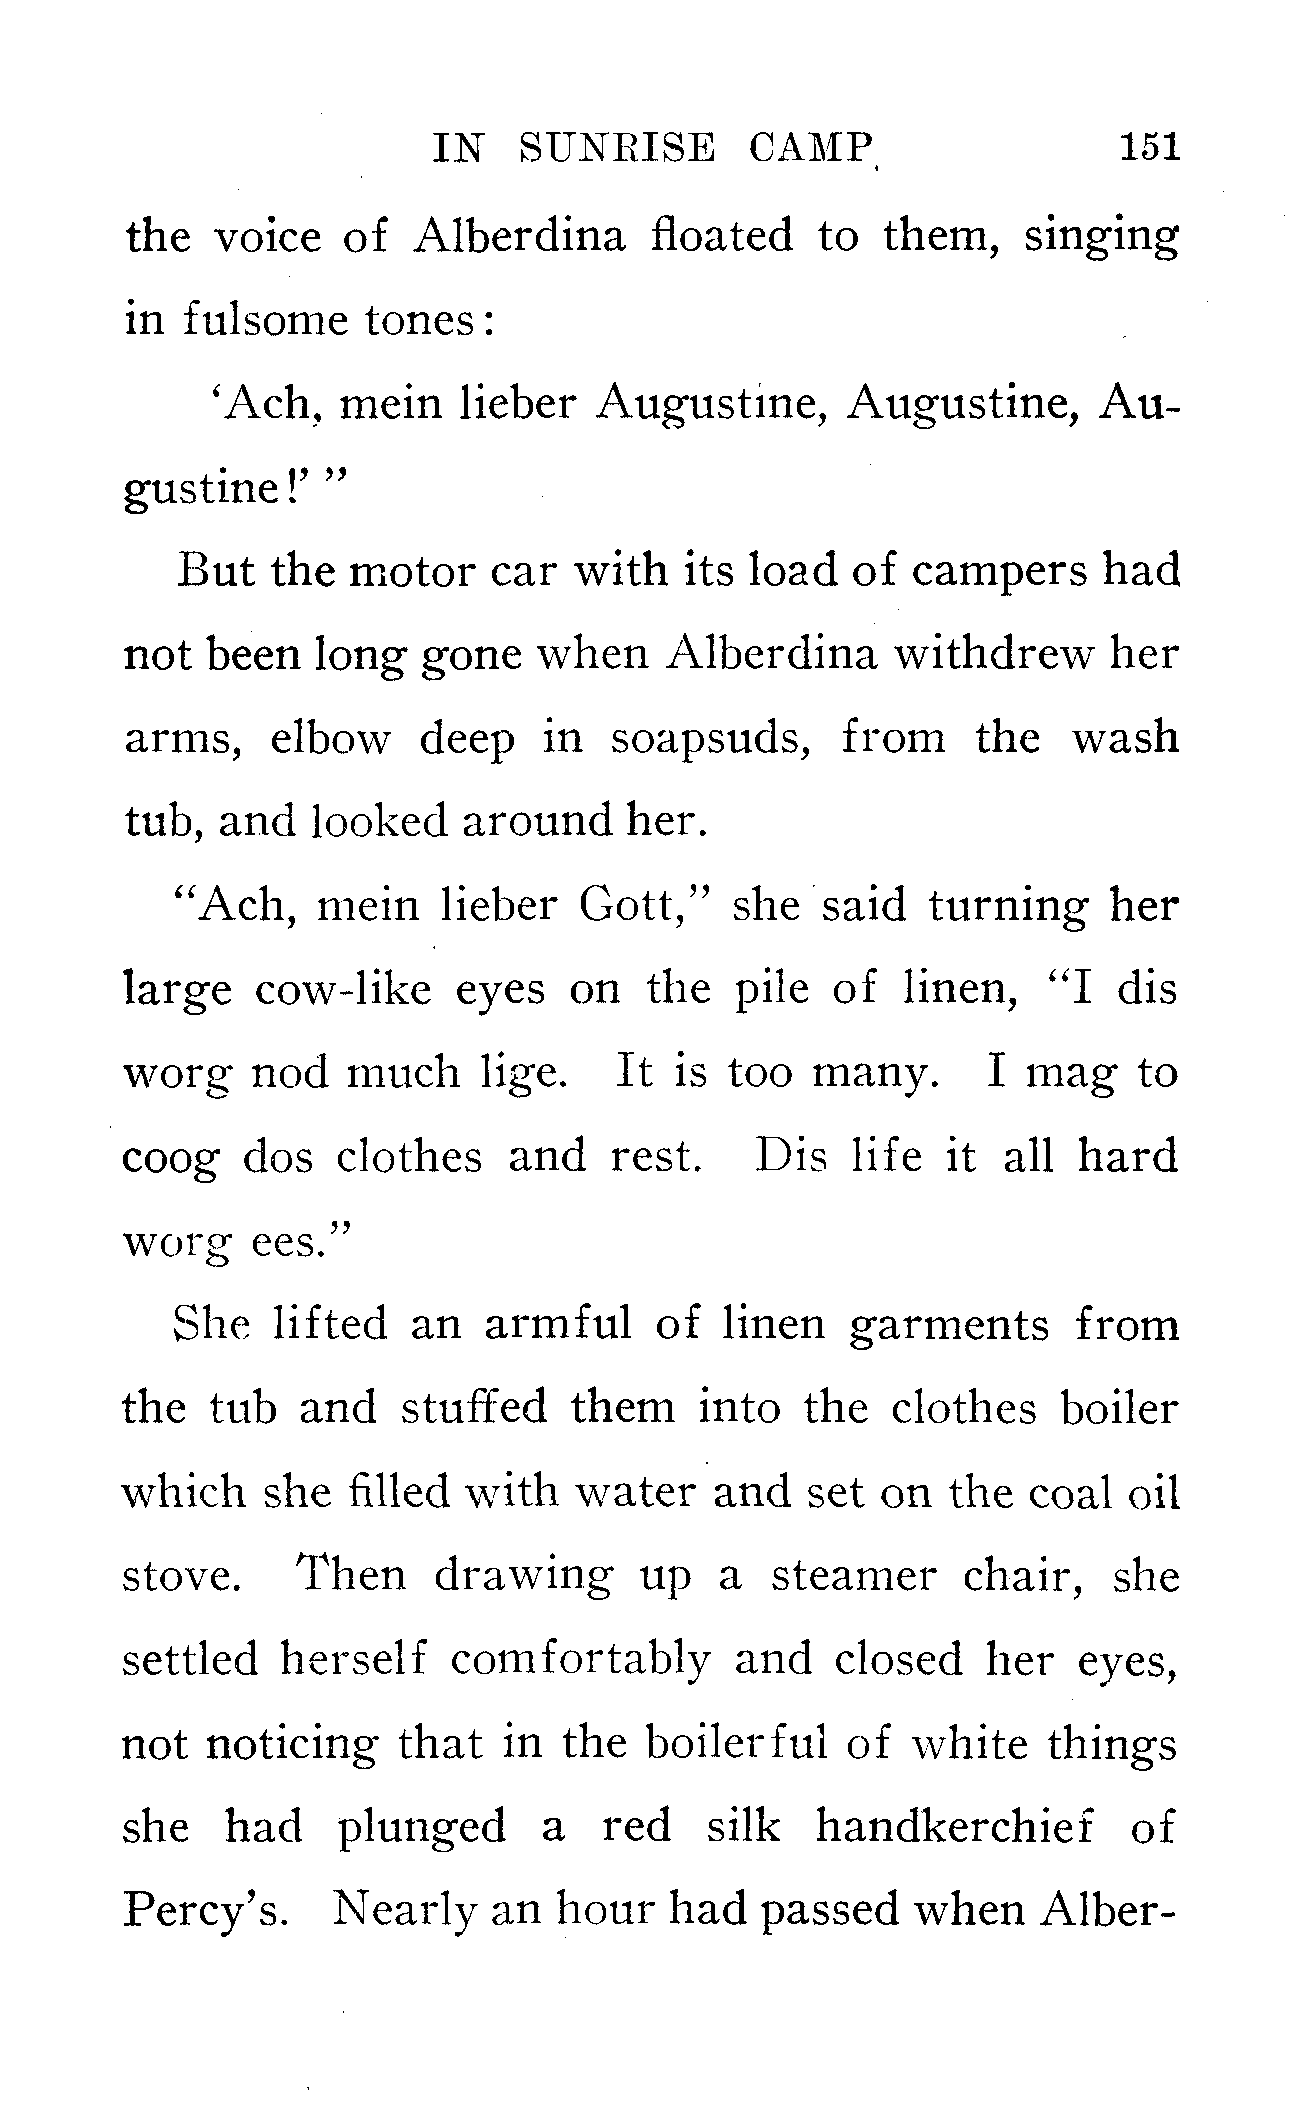 IN SUNRISE CAMP 151
the voice of Alberdina floated to them, singing
in fulsome tones:
‘Ach, mein lieber Augustine, Augustine, Au-
gustine!’ ”
But the motor car with its load of campers had
not been long gone when Alberdina withdrew her
arms, elbow deep in soapsuds, from the wash
tub, and looked around her.
“Ach, mein lieber Gott,” she said turning her
large cow-like eyes on the pile of linen, “I dis
worg nod much lige. It is too many. I mag to
coog dos clothes and rest. Dis life it all hard
worg ees.”
She lifted an armful of linen garments from
the tub and stuffed them into the clothes boiler
which she filled with water and set on the coal oil
stove. Then drawing up a steamer chair, she
settled herself comfortably and closed her eyes,
not noticing that in the boilerful of white things
she had plunged a red silk handkerchief of
Percy’s. Nearly an hour had passed when Alber-